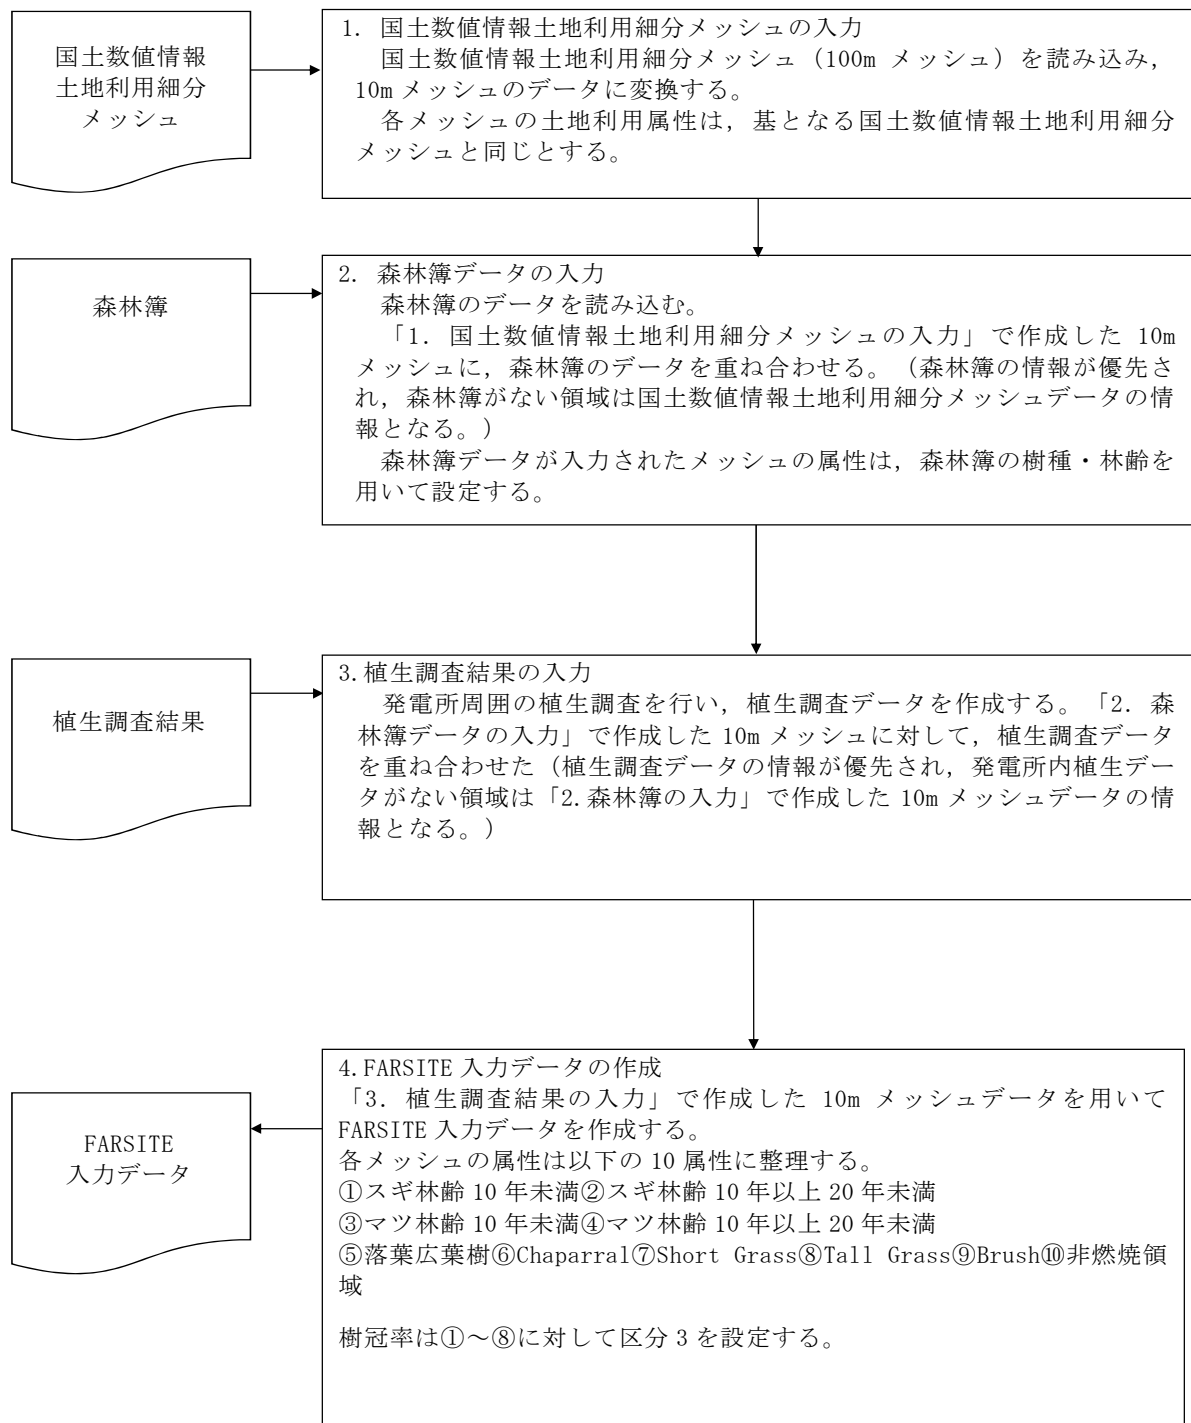 国土数値情報
土地利用細分
メッシュ
1. 国土数値情報土地利用細分メッシュの入力
国土数値情報土地利用細分メッシュ（100m メッシュ）を読み込み，
10m メッシュのデータに変換する。
各メッシュの土地利用属性は，基となる国土数値情報土地利用細分
メッシュと同じとする。
森林簿
2. 森林簿データの入力
森林簿のデータを読み込む。
「1. 国土数値情報土地利用細分メッシュの入力」で作成した 10m
メッシュに，森林簿のデータを重ね合わせる。（森林簿の情報が優先さ
れ，森林簿がない領域は国土数値情報土地利用細分メッシュデータの情
報となる。）
森林簿データが入力されたメッシュの属性は，森林簿の樹種・林齢を
用いて設定する。
植生調査結果
3.植生調査結果の入力
発電所周囲の植生調査を行い，植生調査データを作成する。「2. 森
林簿データの入力」で作成した 10m メッシュに対して，植生調査データ
を重ね合わせた（植生調査データの情報が優先され，発電所内植生デー
タがない領域は「2.森林簿の入力」で作成した 10m メッシュデータの情
報となる。）
FARSITE
入力データ
4.FARSITE 入力データの作成
「3. 植生調査結果の入力」で作成した 10m メッシュデータを用いて
FARSITE 入力データを作成する。
各メッシュの属性は以下の 10 属性に整理する。
①スギ林齢 10 年未満②スギ林齢 10 年以上 20 年未満
③マツ林齢 10 年未満④マツ林齢 10 年以上 20 年未満
⑤落葉広葉樹⑥Chaparral⑦Short Grass⑧Tall Grass⑨Brush⑩非燃焼領
域
樹冠率は①～⑧に対して区分 3 を設定する。